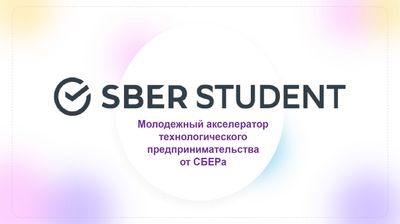 SBER STUDENT
Молодежный акселератор
технологического
предпринимательства
от СБЕРа